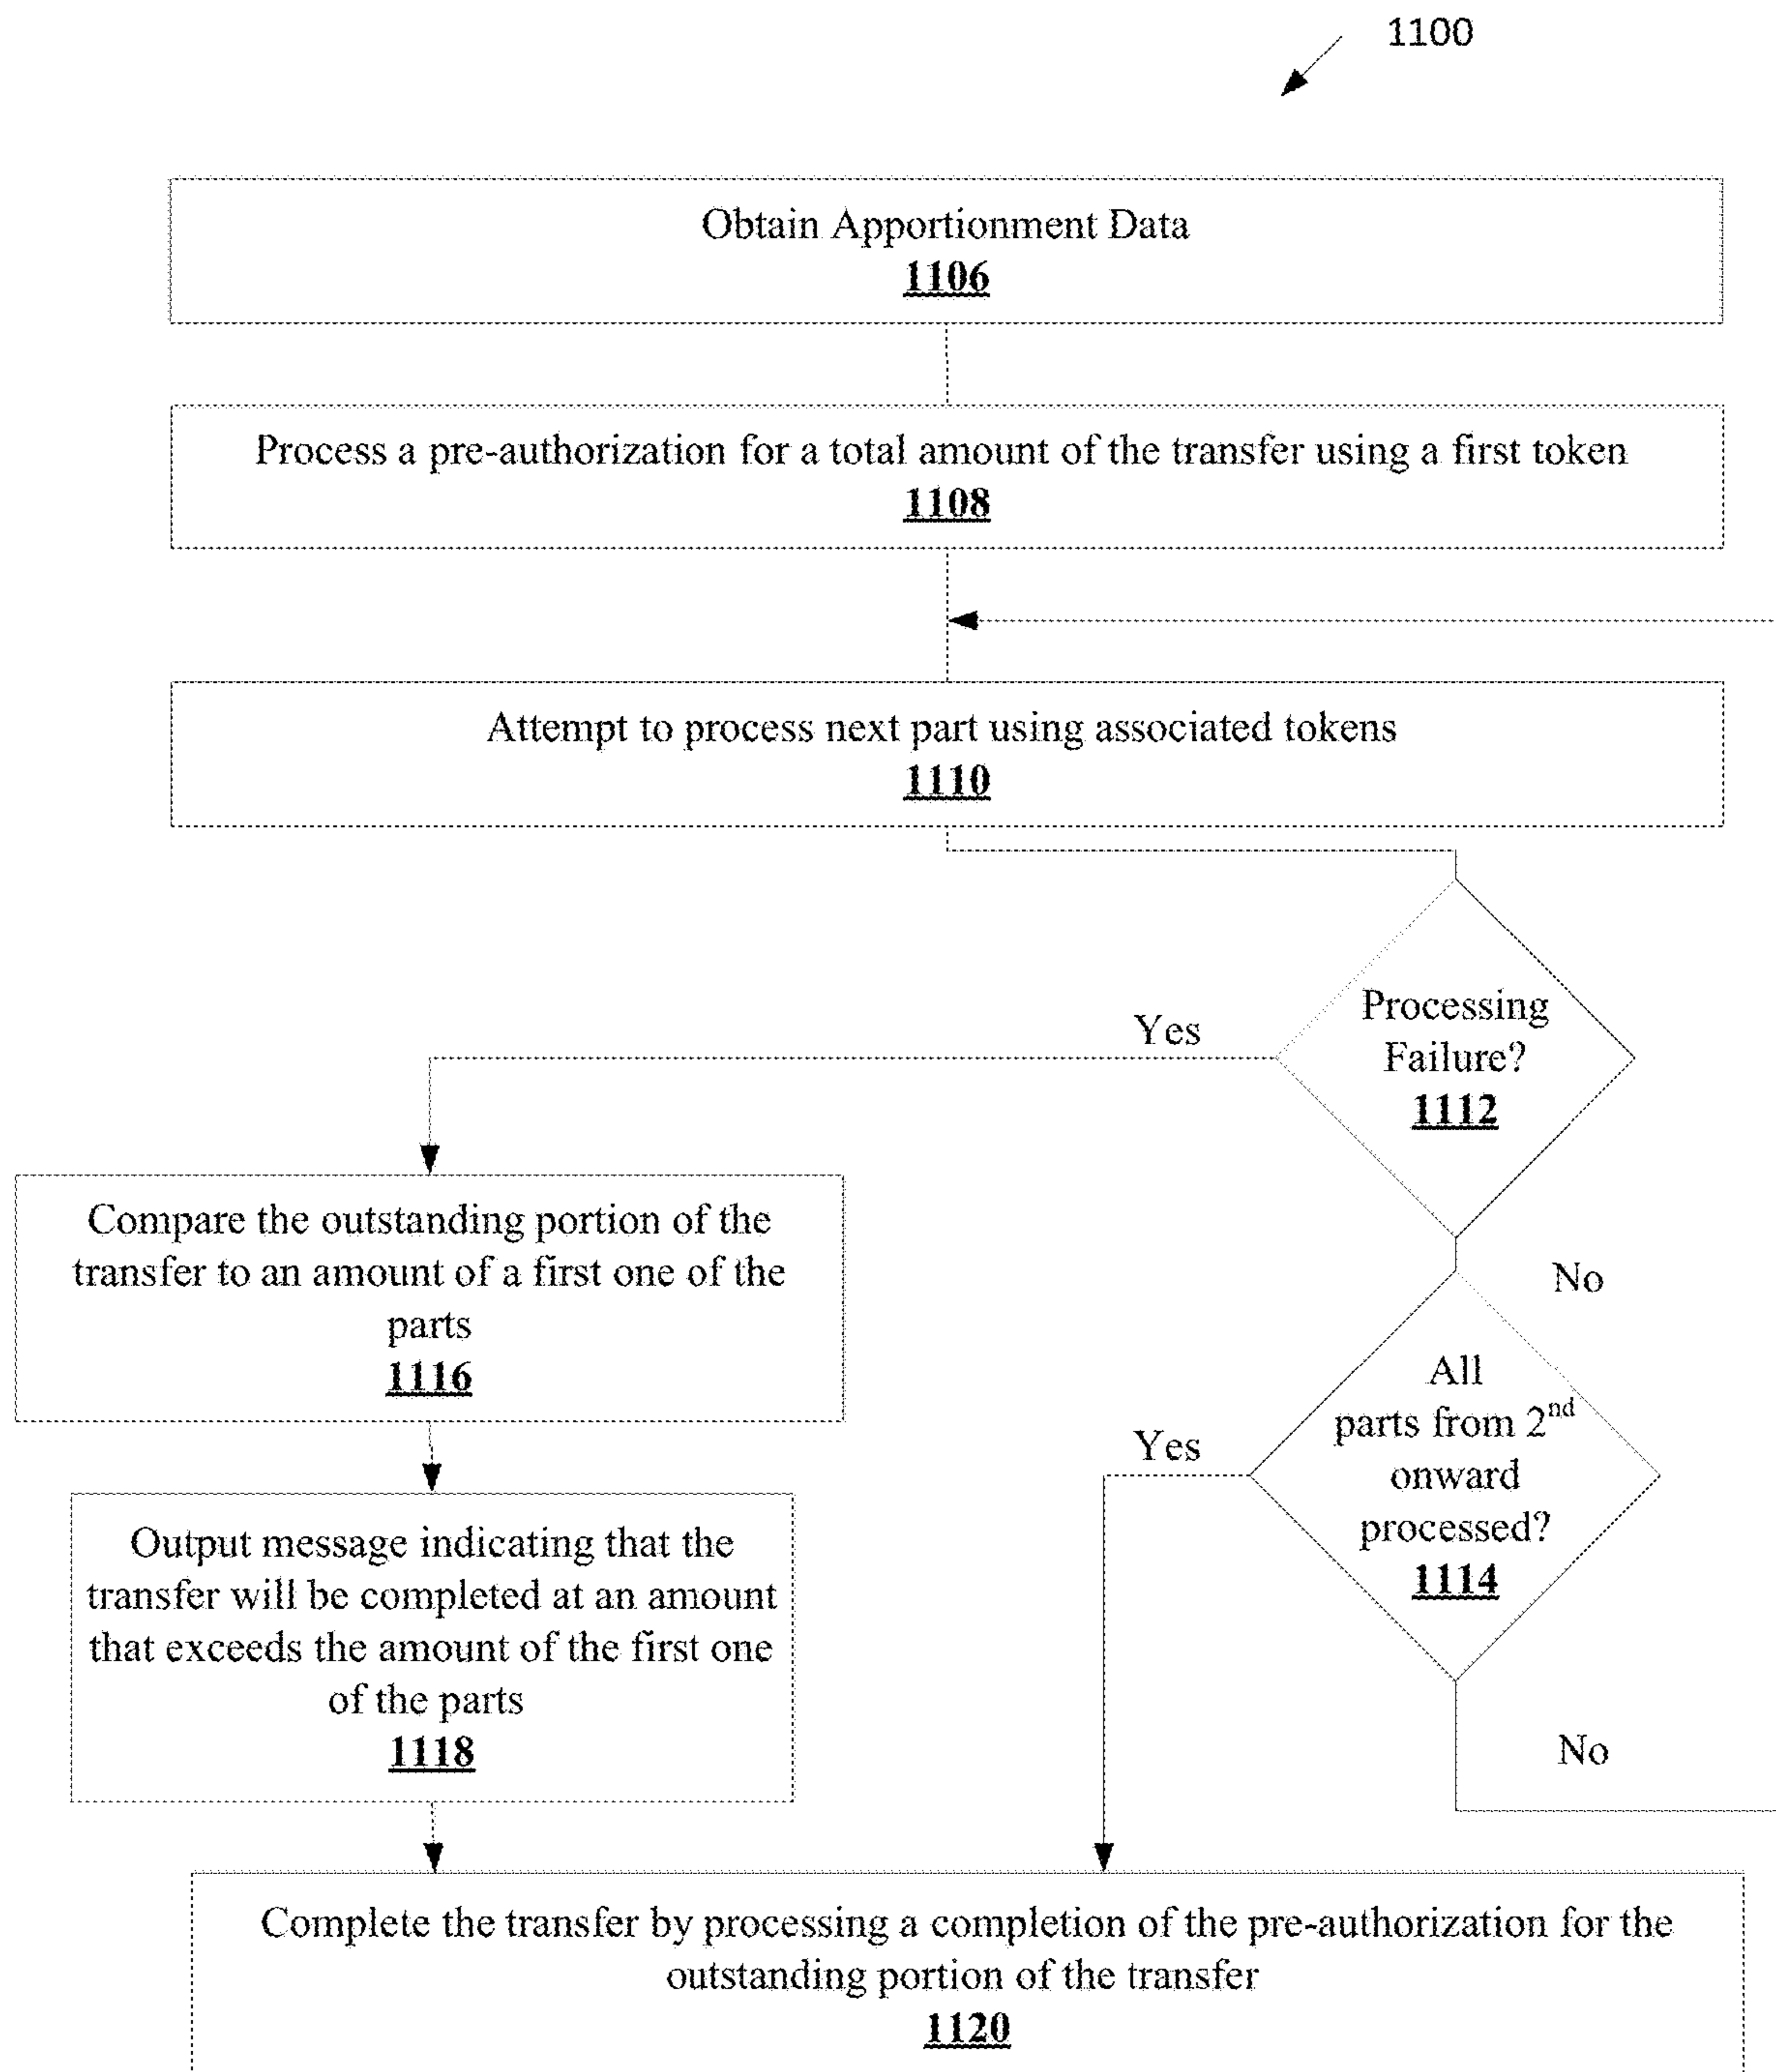 1100
Obtain Apportionment Data
1106
Process a pre-authorization for a total amount of the transfer using a first token
1108
Attempt to process next part using associated tokens
1110
Processing
Failure?
1112
Yes
No
Compare the outstanding portion of the
transfer to an amount of a first one of the
parts
1116
All
parts from 2nd
onward
processed?
1114
Yes
No
Output message indicating that the
transfer will be completed at an amount
that exceeds the amount of the first one
of the parts
1118
Complete the transfer by processing a completion of the pre-authorization for the
outstanding portion of the transfer
1120